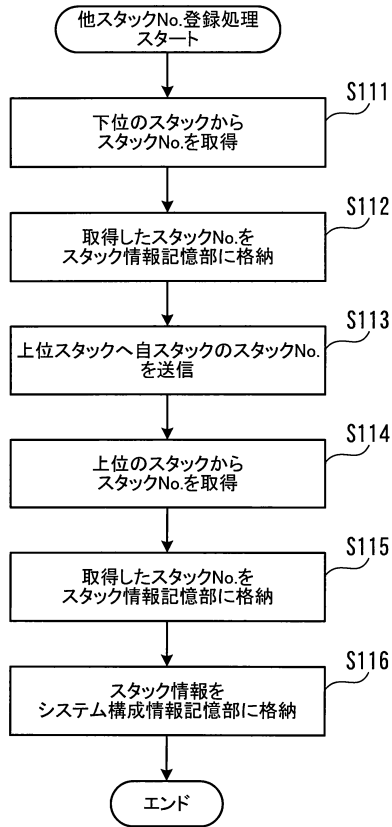 他スタックNo.登録処理
スタート
S111
下位のスタックから
スタックNo.を取得
S112
取得したスタックNo.を
スタック情報記憶部に格納
S113
上位スタックへ自スタックのスタックNo.
を送信
S114
上位のスタックから
スタックNo.を取得
S115
取得したスタックNo.を
スタック情報記憶部に格納
S116
スタック情報を
システム構成情報記憶部に格納
エンド